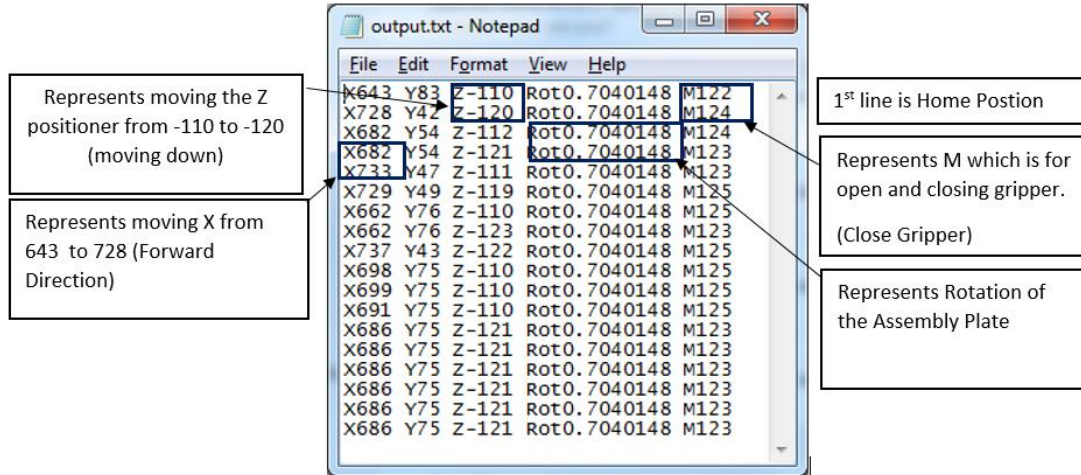 output.txt - Notepad
File Edit Format View Help
X643 Y83 Z-110 Rot0.7040148 M122
X728 Y42 Z-120 Rot0.7040148 M124
X682 Y54 Z-112 Rot0.7040148 M124
X682 Y54 Z-121 Rot0.7040148 M123
X733 Y47 Z-111 Rot0.7040148 M123
X729 Y49 Z-119 Rot0.7040148 M125
X662 Y76 Z-110 Rot0.7040148 M125
X662 Y76 Z-123 Rot0.7040148 M123
X737 Y43 Z-122 Rot0.7040148 M125
X698 Y75 Z-110 Rot0.7040148 M125
X699 Y75 Z-110 Rot0.7040148 M125
X691 Y75 Z-110 Rot0.7040148 M125
X686 Y75 Z-121 Rot0.7040148 M123
X686 Y75 Z-121 Rot0.7040148 M123
X686 Y75 Z-121 Rot0.7040148 M123
X686 Y75 Z-121 Rot0.7040148 M123
X686 Y75 Z-121 Rot0.7040148 M123
X686 Y75 Z-121 Rot0.7040148 M123
Represents moving the Z
positioner from -110 to -120
(moving down)
Represents moving X from
643 to 728 (Forward
Direction)
1st line is Home Postion
Represents M which is for
open and closing gripper.
(Close Gripper)
Represents Rotation of
the Assembly Plate